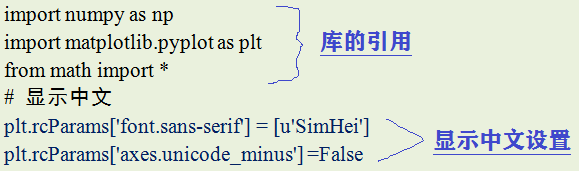 import numpy as np
import matplotlib.pyplot as plt
from math import *
库的引用
# 显示中文
plt.rcParams['font.sans-serif'] = [u'SimHei']
plt.rcParams['axes.unicode_minus'] =False
显示中文设置